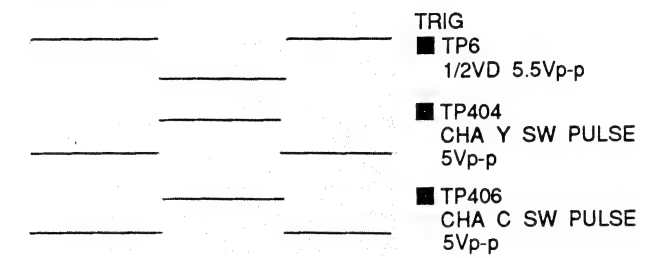 TRIG
■ TP6
1/2VD 5.5Vp-p
■ TP404
CHA Y SW PULSE
5Vp-p
■ TP406
CHA C SW PULSE
5Vp-p